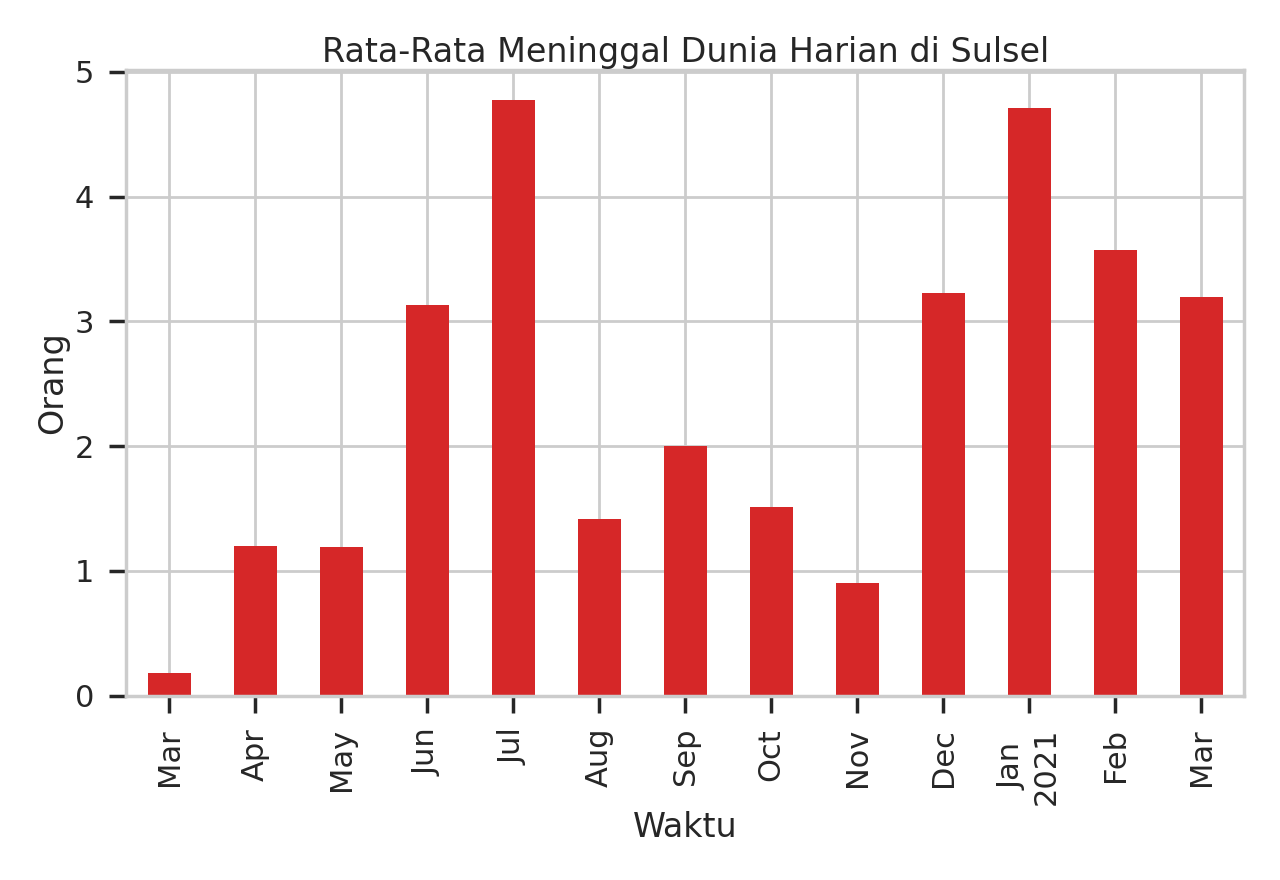 Rata-Rata Meninggal Dunia Harian di Sulsel
5
4
3
2
1
0
Orang
Mar
Apr
May
Jun
Jul
Aug
Sep
Oct
Nov
Dec
Jan
2021
Feb
Mar
Waktu